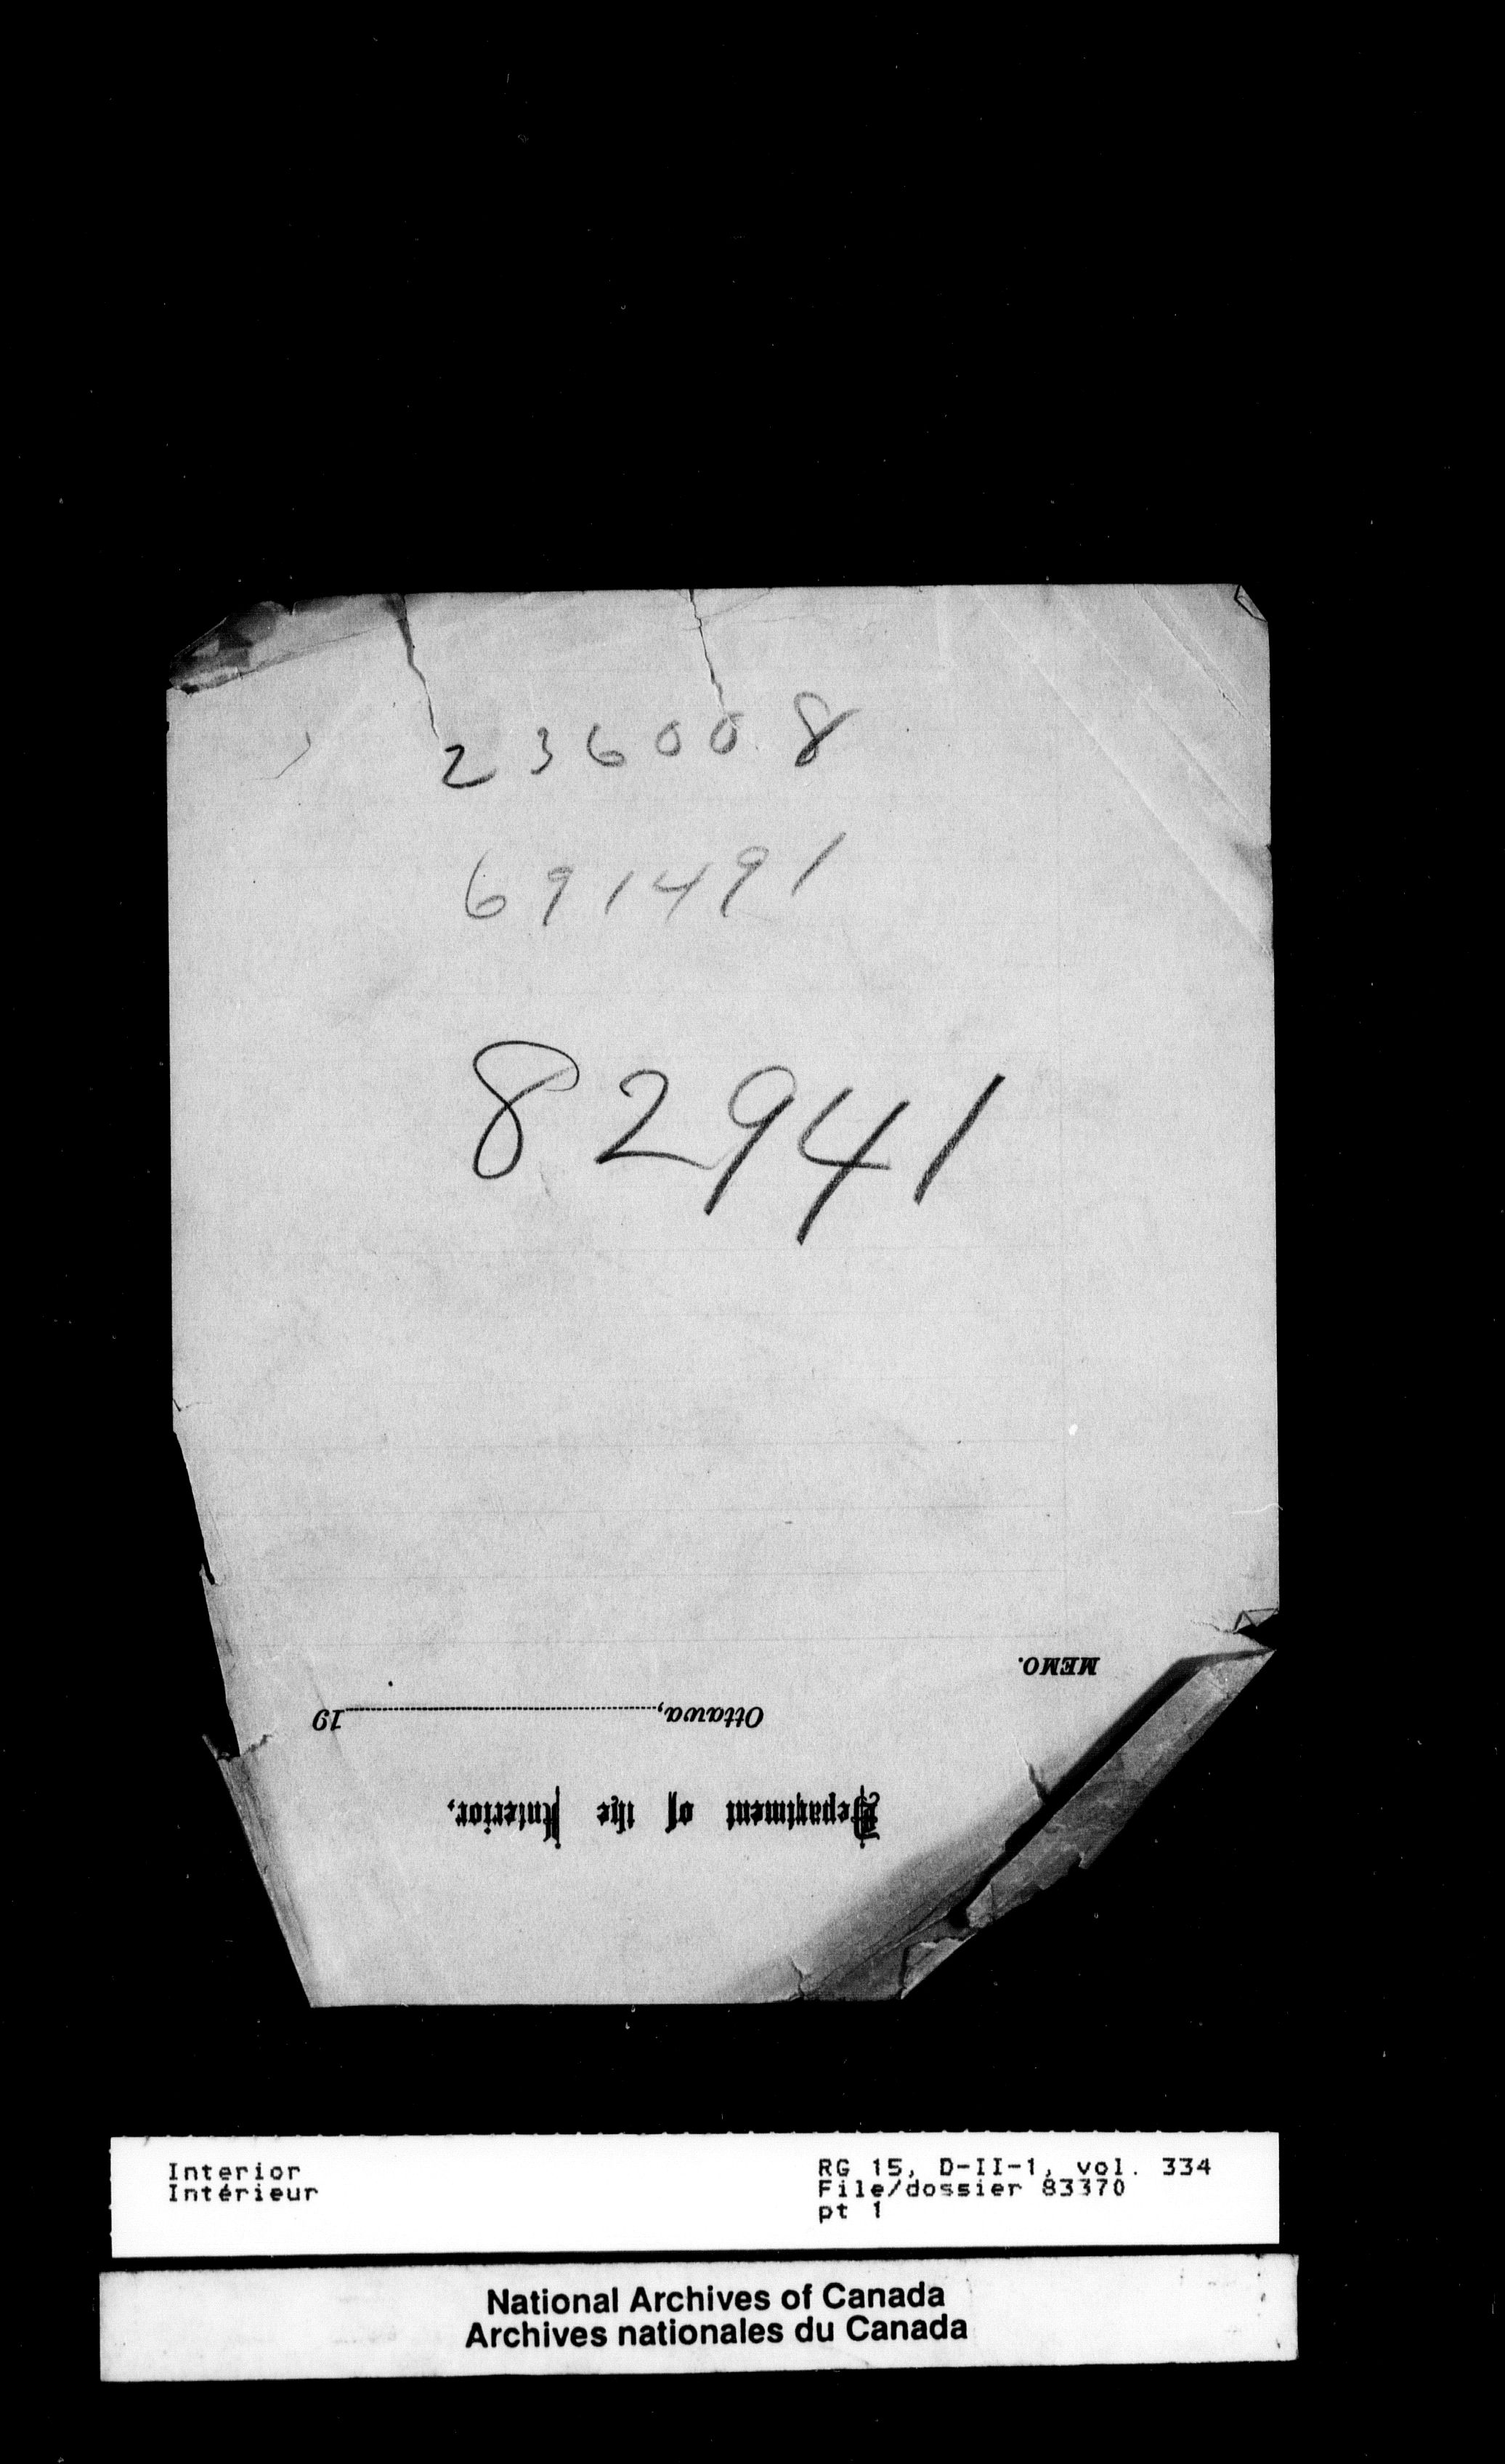 236008
691491
82941
MEMO.
Ottawa, 19
Department of the Interior,
Interior
Intérieur
RG 15, D-II-1, vol. 334
File/dossier 83370
pt 1
National Archives of Canada
Archives nationales du Canada